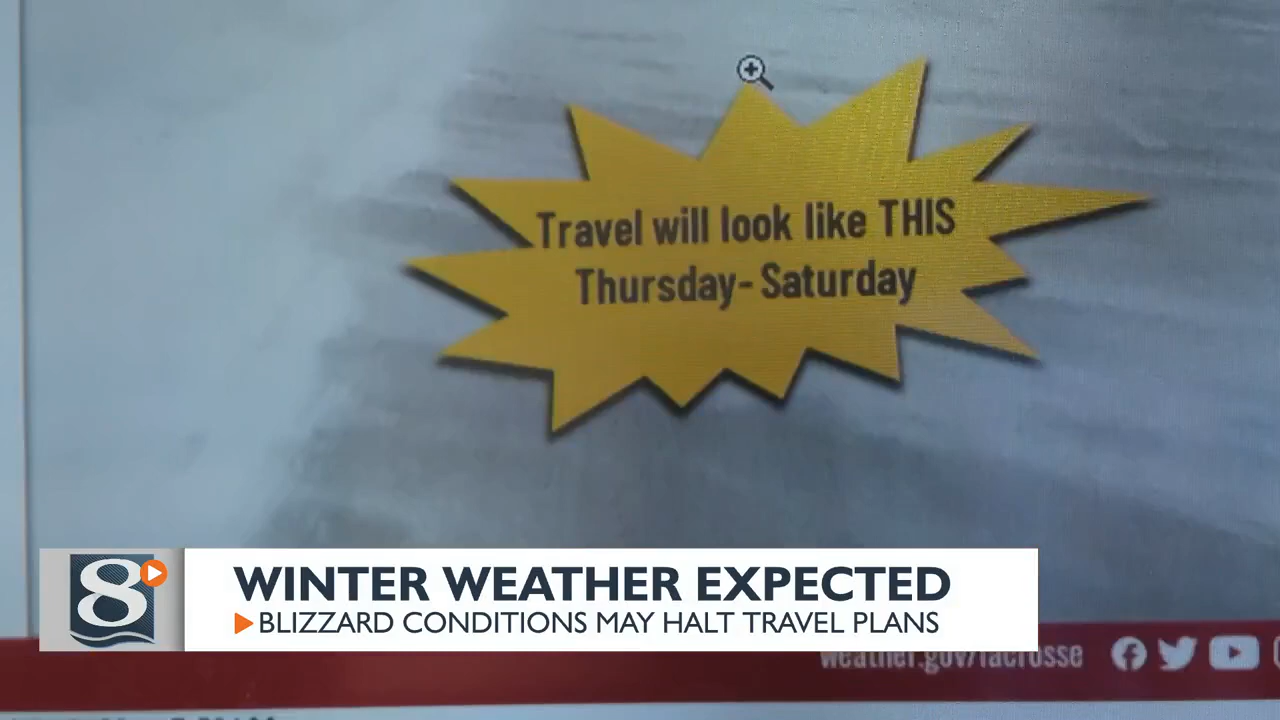 Travel will look like THIS
Thursday- Saturday
8
WINTER WEATHER EXPECTED
BLIZZARD CONDITIONS MAY HALT TRAVEL PLANS
weather.gov/lacrosse